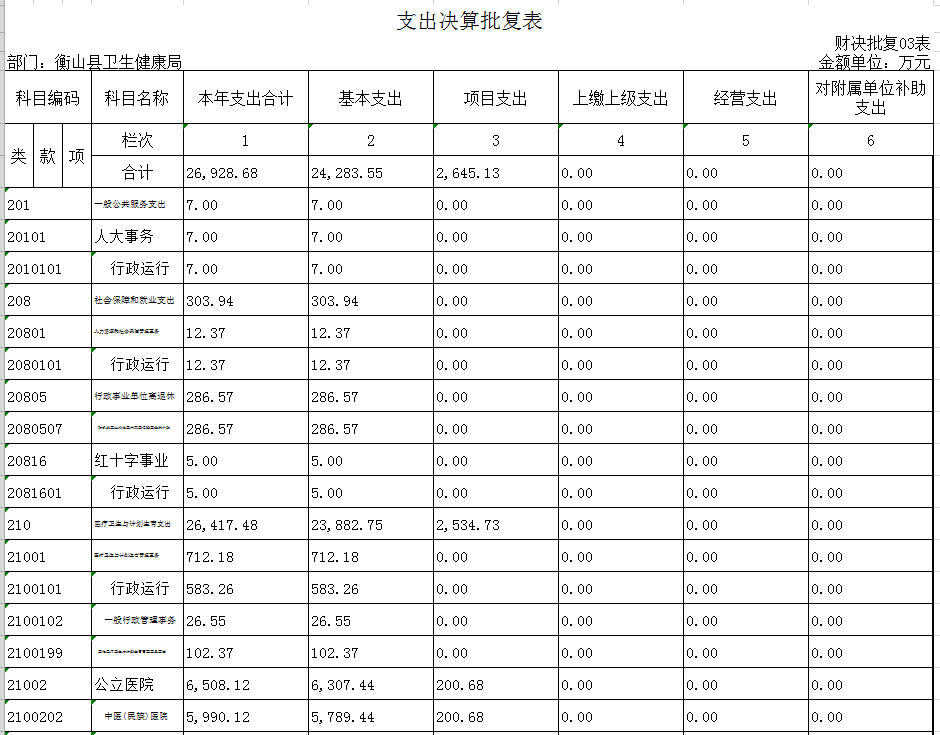 支出决算批复表
财决批复03表
部门：衡山县卫生健康局 金额单位：万元
科目编码 科目名称 本年支出合计 基本支出 项目支出 上缴上级支出 经营支出 对附属单位补助支出
类 款 项 栏次 1 2 3 4 5 6
合计 26,928.68 24,283.55 2,645.13 0.00 0.00 0.00
201 一般公共服务支出 7.00 7.00 0.00 0.00 0.00 0.00
20101 人大事务 7.00 7.00 0.00 0.00 0.00 0.00
2010101 行政运行 7.00 7.00 0.00 0.00 0.00 0.00
208 社会保障和就业支出 303.94 303.94 0.00 0.00 0.00 0.00
20801 人力资源和社会保障管理事务 12.37 12.37 0.00 0.00 0.00 0.00
2080101 行政运行 12.37 12.37 0.00 0.00 0.00 0.00
20805 行政事业单位离退休 286.57 286.57 0.00 0.00 0.00 0.00
2080507 286.57 286.57 0.00 0.00 0.00 0.00
20816 红十字事业 5.00 5.00 0.00 0.00 0.00 0.00
2081601 行政运行 5.00 5.00 0.00 0.00 0.00 0.00
210 医疗卫生与计划生育支出 26,417.48 23,882.75 2,534.73 0.00 0.00 0.00
21001 医疗卫生与计划生育管理事务 712.18 712.18 0.00 0.00 0.00 0.00
2100101 行政运行 583.26 583.26 0.00 0.00 0.00 0.00
2100102 一般行政管理事务 26.55 26.55 0.00 0.00 0.00 0.00
2100199 102.37 102.37 0.00 0.00 0.00 0.00
21002 公立医院 6,508.12 6,307.44 200.68 0.00 0.00 0.00
2100202 中医(民族)医院 5,990.12 5,789.44 200.68 0.00 0.00 0.00